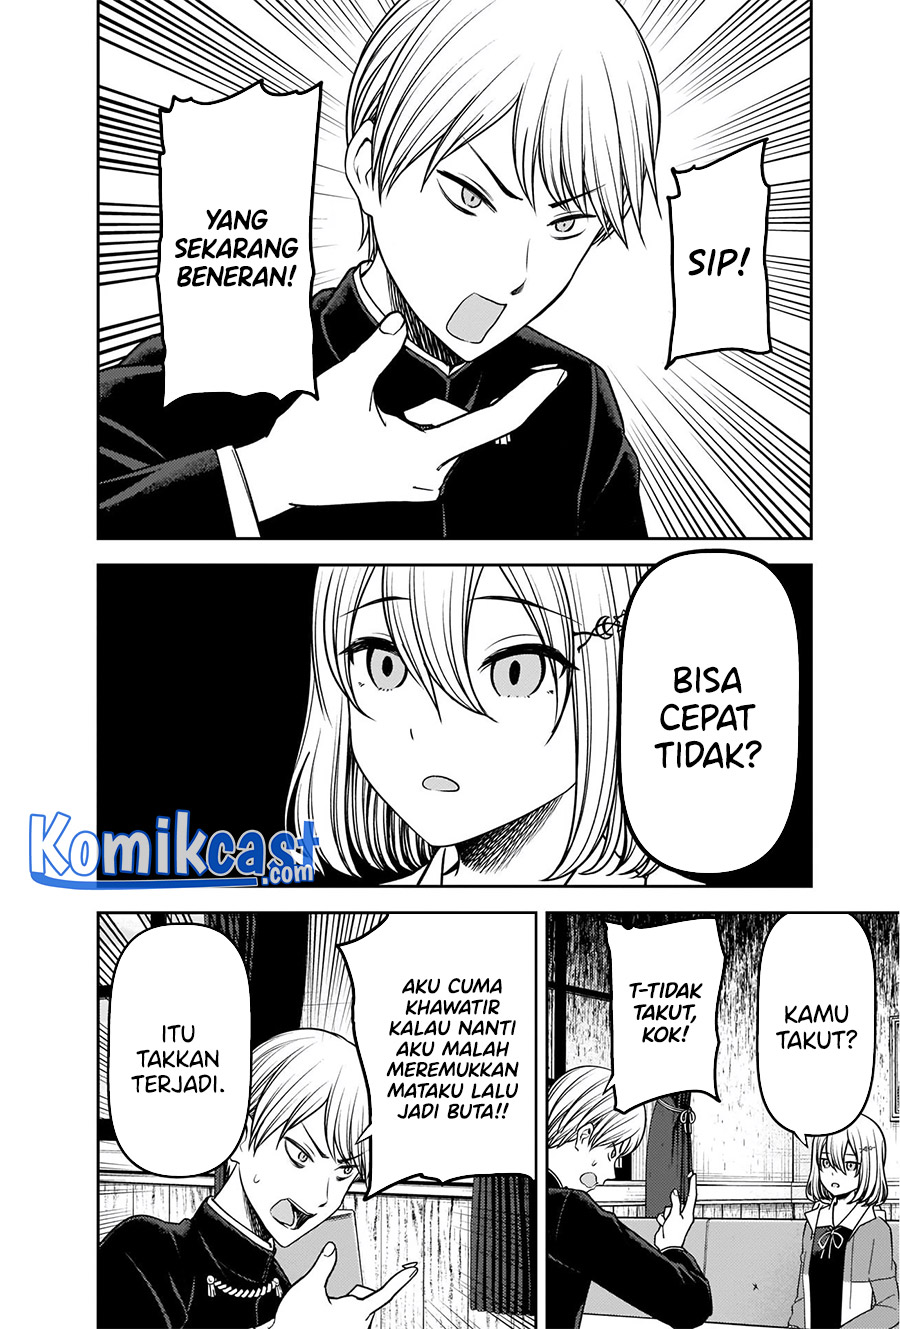 SIP!
YANG
SEKARANG
BENERAN!
BISA
CEPAT
TIDAK?
Komikcast
.com
KAMU
TAKUT?
T-TIDAK
TAKUT,
KOK!
AKU CUMA
KHAWATIR
KALAU NANTI
AKU MALAH
MEREMUKKAN
MATAKU LALU
JADI BUTA!!
ITU
TAKKAN
TERJADI.